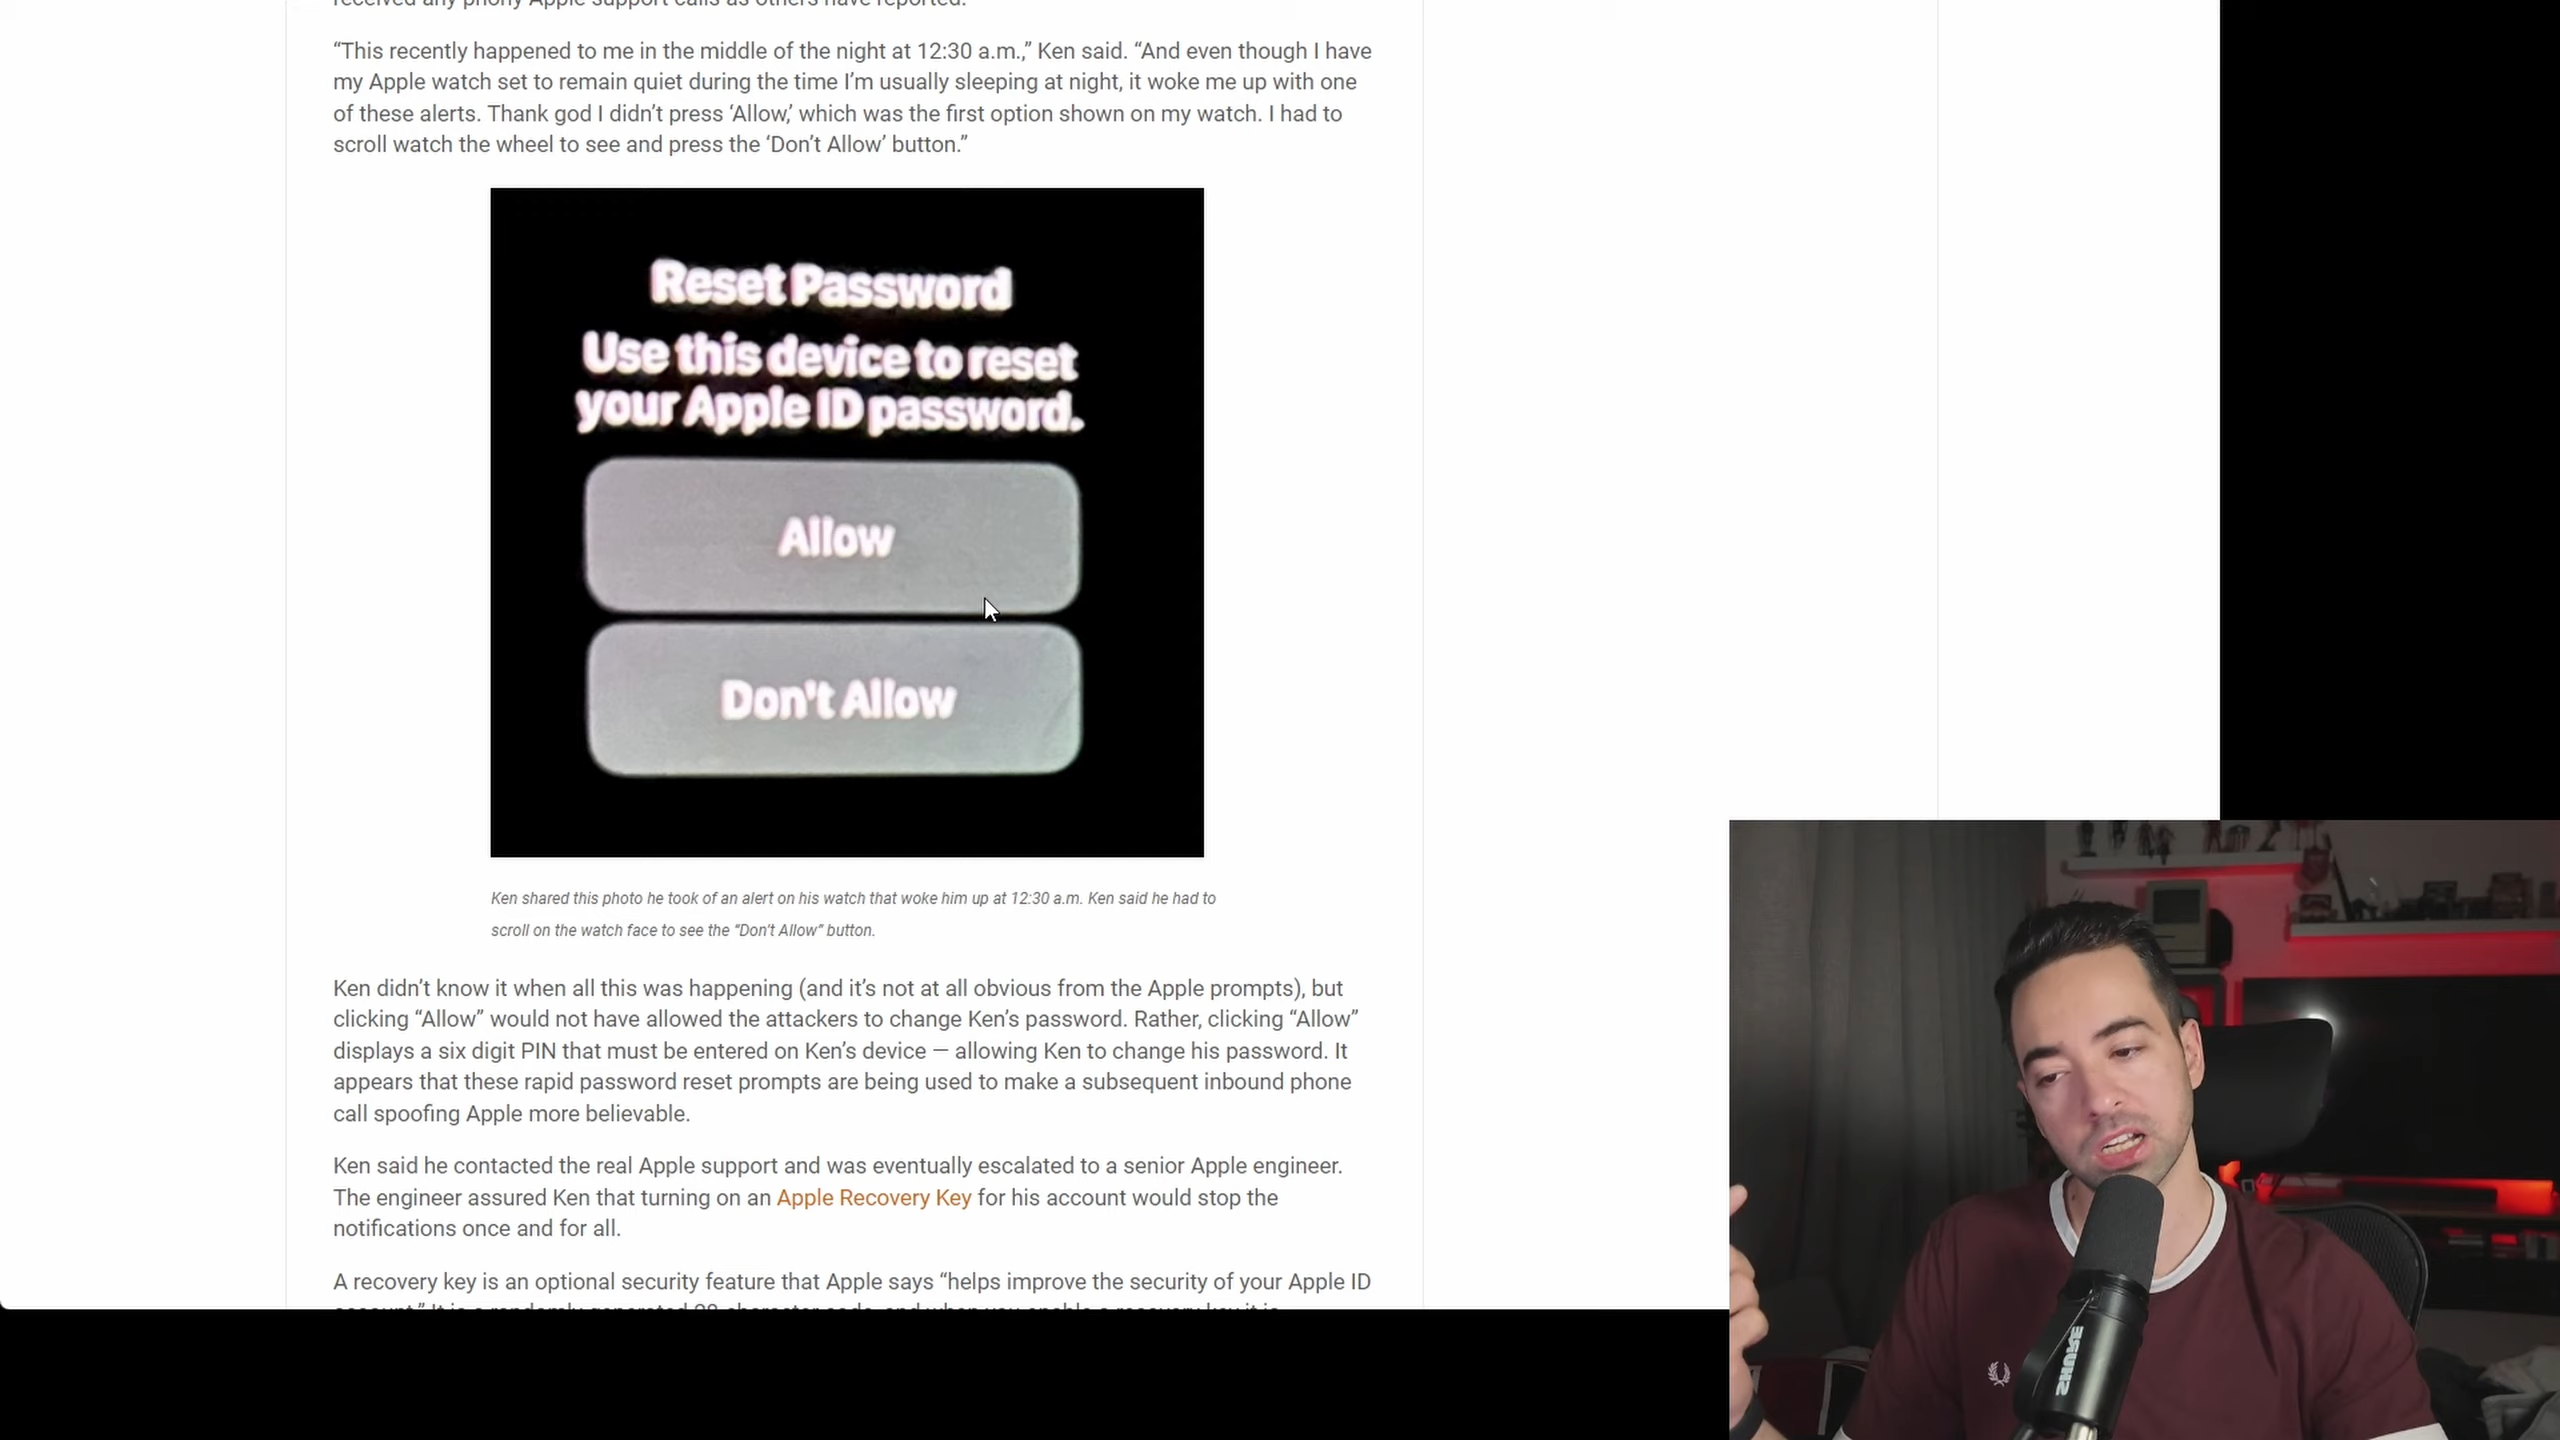 “This recently happened to me in the middle of the night at 12:30 a.m.,” Ken said. “And even though I have
my Apple watch set to remain quiet during the time I’m usually sleeping at night, it woke me up with one
of these alerts. Thank god I didn’t press ‘Allow,’ which was the first option shown on my watch. I had to
scroll watch the wheel to see and press the ‘Don’t Allow’ button.”
Reset Password
Use this device to reset
your Apple ID password.
Allow
Don't Allow
Ken shared this photo he took of an alert on his watch that woke him up at 12:30 a.m. Ken said he had to
scroll on the watch face to see the “Don’t Allow” button.
Ken didn’t know it when all this was happening (and it’s not at all obvious from the Apple prompts), but
clicking “Allow” would not have allowed the attackers to change Ken’s password. Rather, clicking “Allow”
displays a six digit PIN that must be entered on Ken’s device — allowing Ken to change his password. It
appears that these rapid password reset prompts are being used to make a subsequent inbound phone
call spoofing Apple more believable.
Ken said he contacted the real Apple support and was eventually escalated to a senior Apple engineer.
The engineer assured Ken that turning on an Apple Recovery Key for his account would stop the
notifications once and for all.
A recovery key is an optional security feature that Apple says “helps improve the security of your Apple ID
SHURE